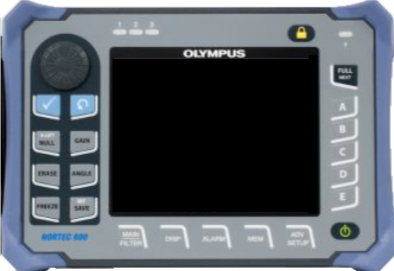 1 2 3
OLYMPUS
FULL
NEXT
A
NULL
GAIN
B
C
ERASE
ANGLE
D
FREEZE
SAVE
E
NORTEC 600
MAIN
FILTER
DISP
ALARM
MEM
ADV
SETUP